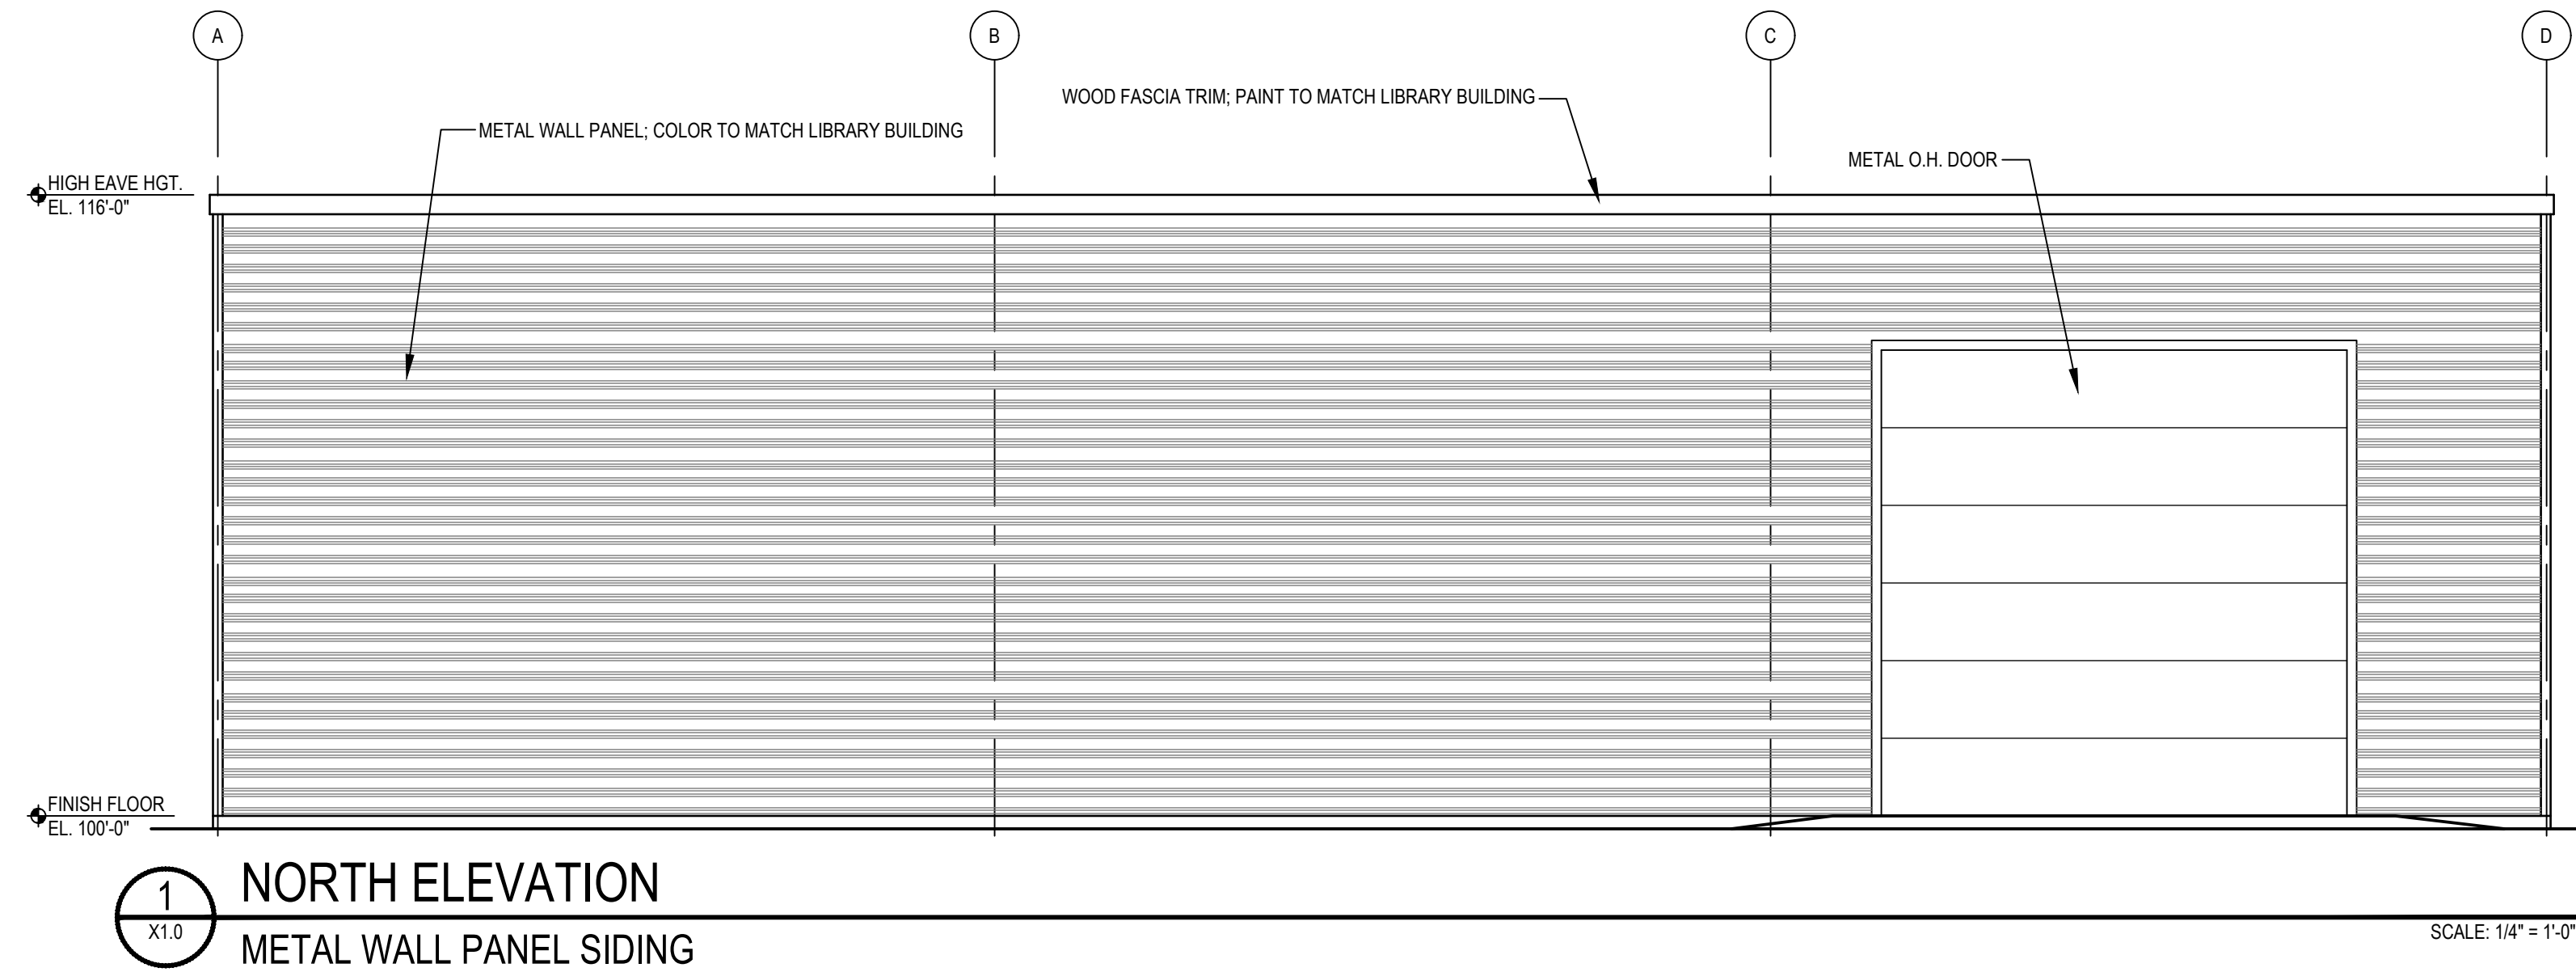 A
B
C
D
WOOD FASCIA TRIM; PAINT TO MATCH LIBRARY BUILDING
METAL WALL PANEL; COLOR TO MATCH LIBRARY BUILDING
METAL O.H. DOOR
HIGH EAVE HGT.
EL. 116'-0"
FINISH FLOOR
EL. 100'-0"
1
X1.0
NORTH ELEVATION
METAL WALL PANEL SIDING
SCALE: 1/4" = 1'-0"